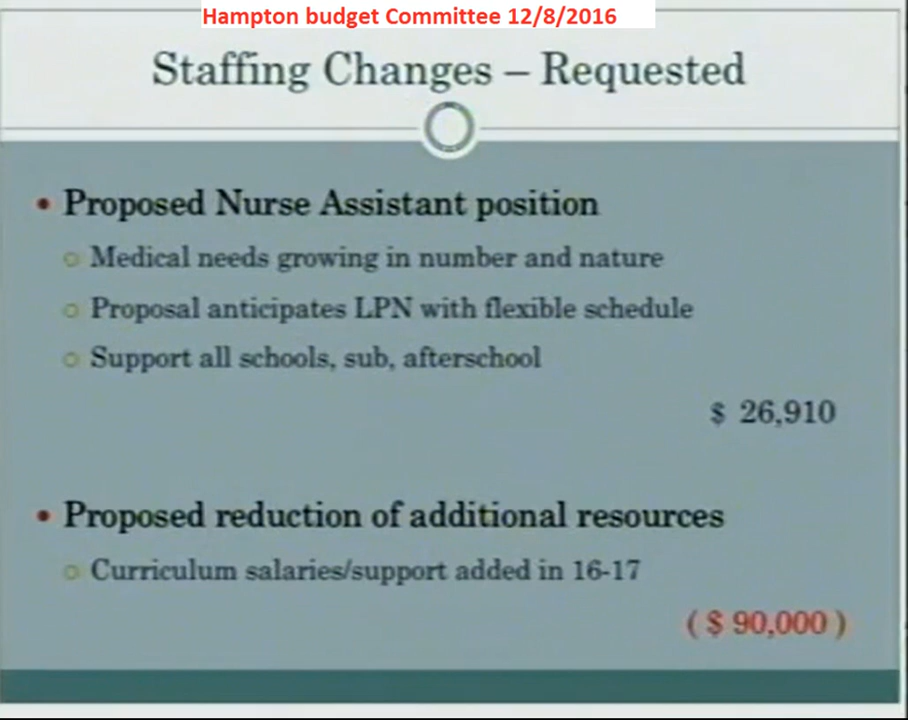 Hampton budget Committee 12/8/2016
Staffing Changes – Requested
• Proposed Nurse Assistant position
○ Medical needs growing in number and nature
○ Proposal anticipates LPN with flexible schedule
○ Support all schools, sub, afterschool
$ 26,910
• Proposed reduction of additional resources
○ Curriculum salaries/support added in 16-17
( $ 90,000 )